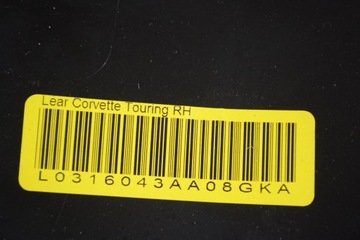 Lear Corvette Touring RH
L0316043AA08GKA